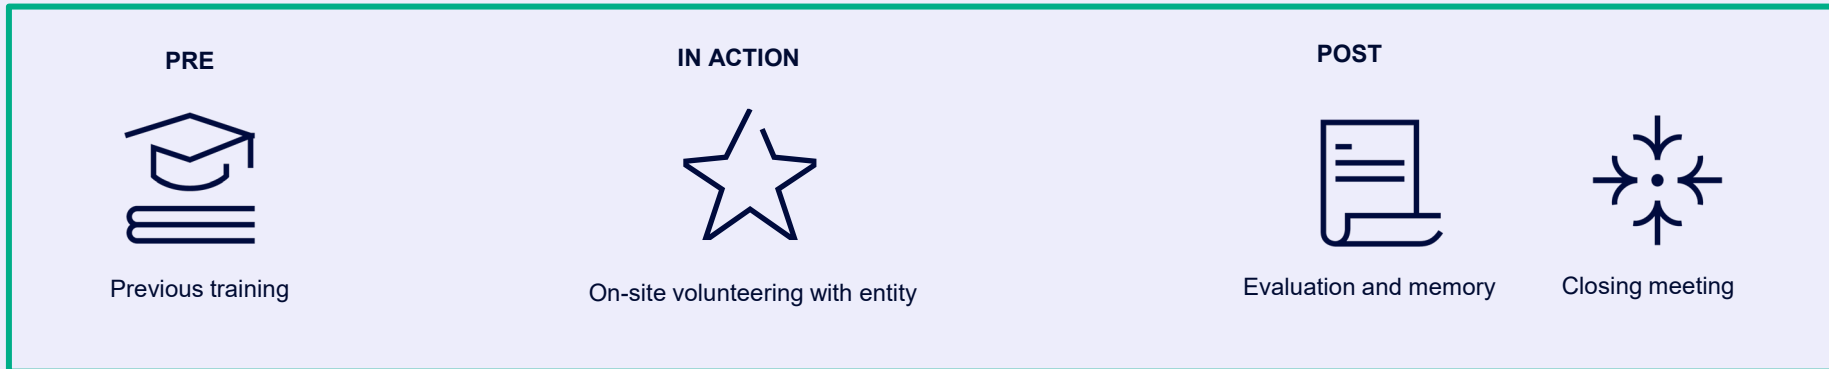 PRE
IN ACTION
POST
Previous training
On-site volunteering with entity
Evaluation and memory
Closing meeting